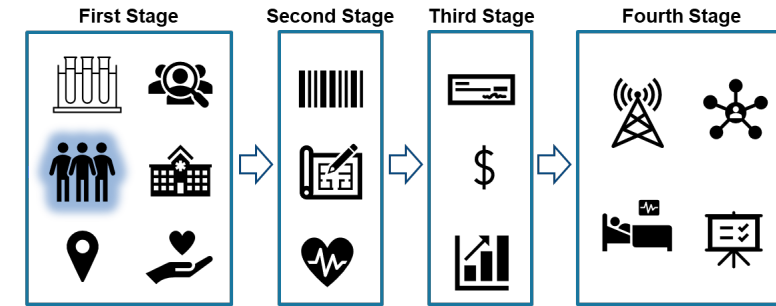 First Stage
Second Stage
Third Stage
Fourth Stage
$